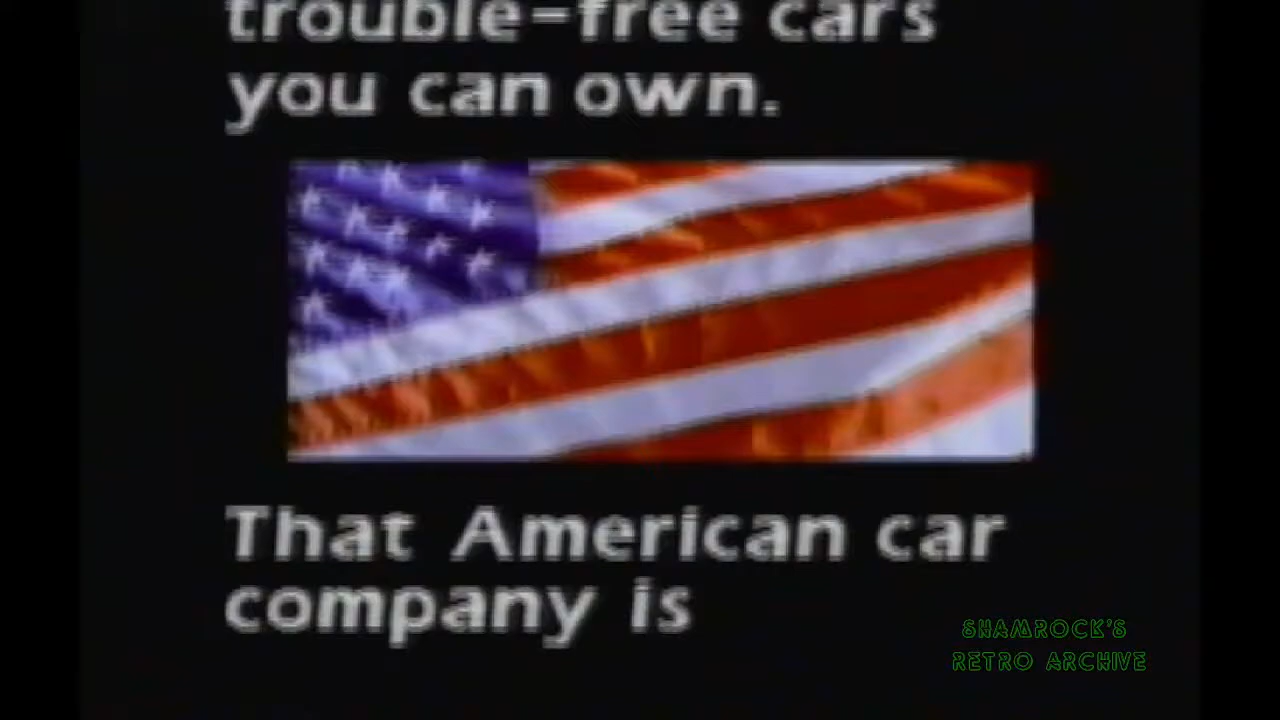 trouble-free cars
you can own.
That American car
company is
SHAMROCK'S
RETRO ARCHIVE